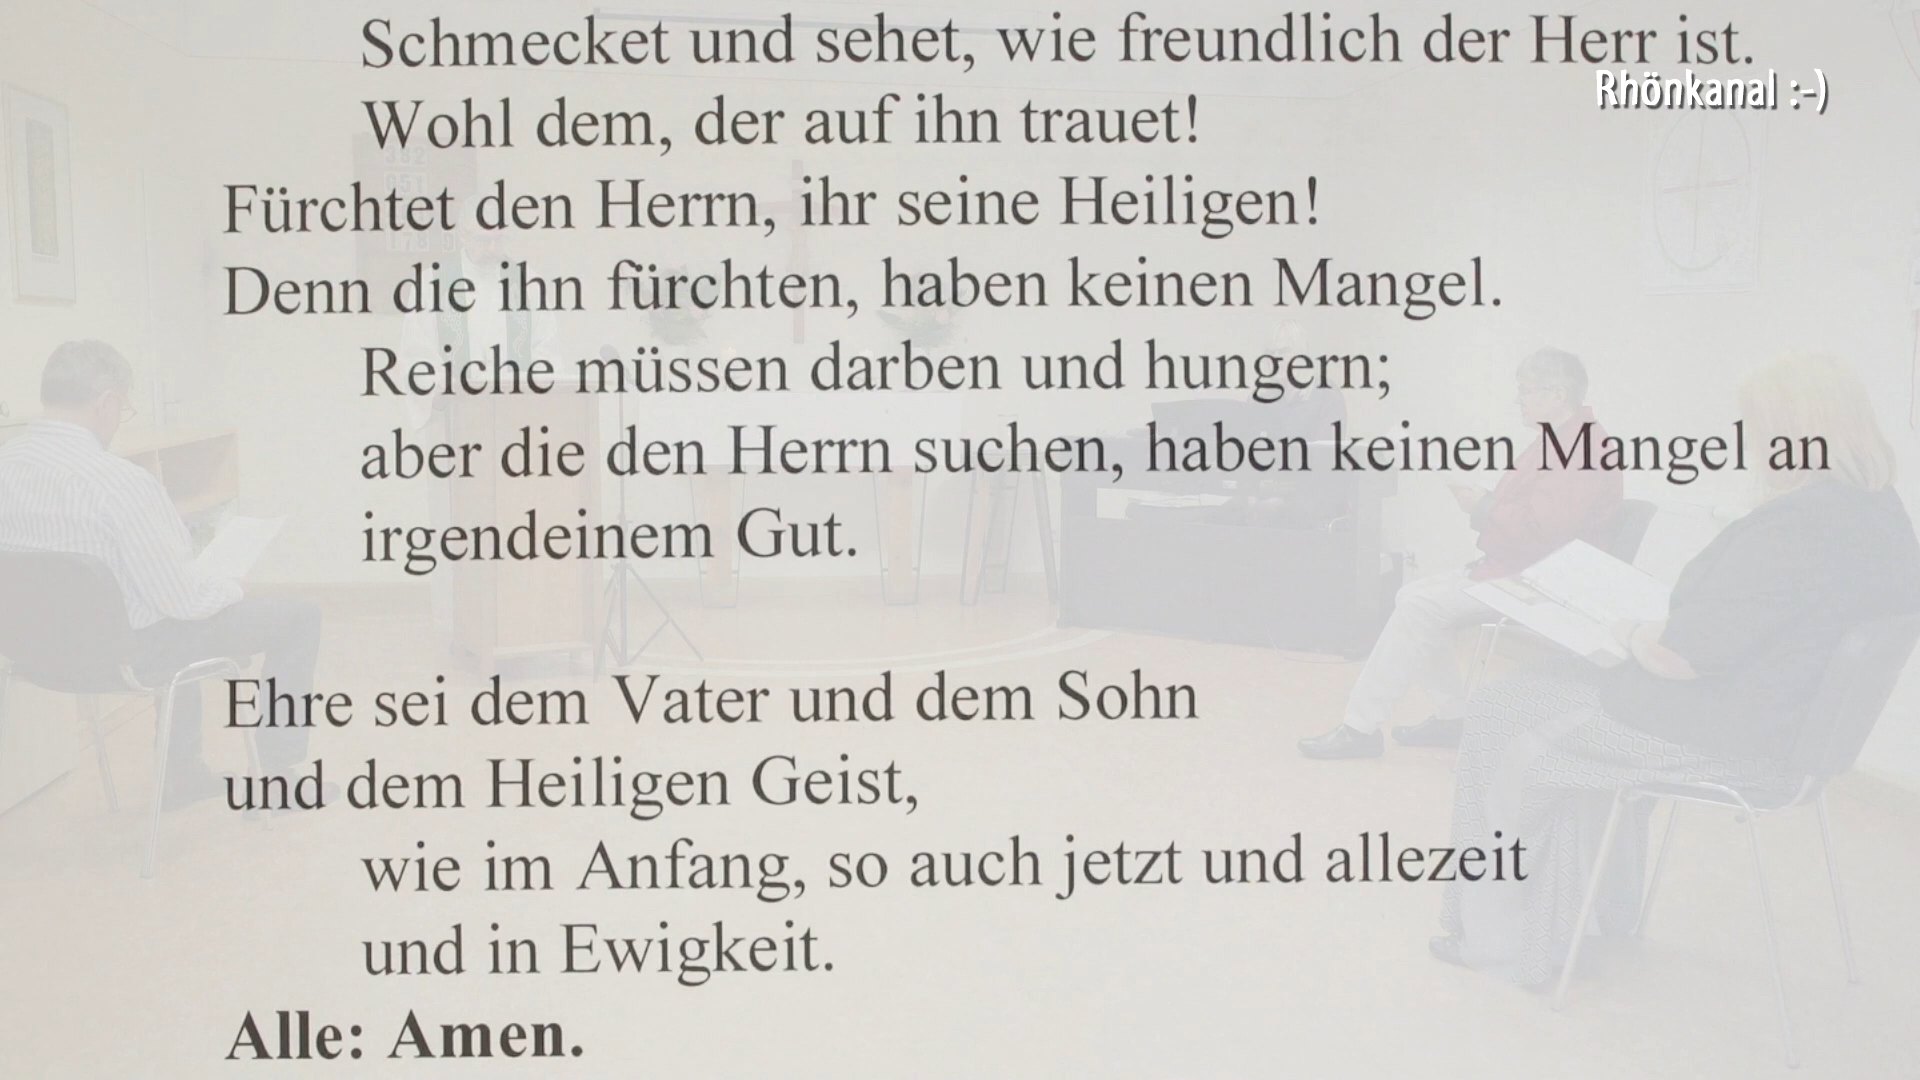 Schmecket und sehet, wie freundlich der Herr ist.
Rhönkanal :-)
Wohl dem, der auf ihn trauet!
Fürchtet den Herrn, ihr seine Heiligen!
Denn die ihn fürchten, haben keinen Mangel.
Reiche müssen darben und hungern;
aber die den Herrn suchen, haben keinen Mangel an
irgendeinem Gut.
Ehre sei dem Vater und dem Sohn
und dem Heiligen Geist,
wie im Anfang, so auch jetzt und allezeit
und in Ewigkeit.
Alle: Amen.